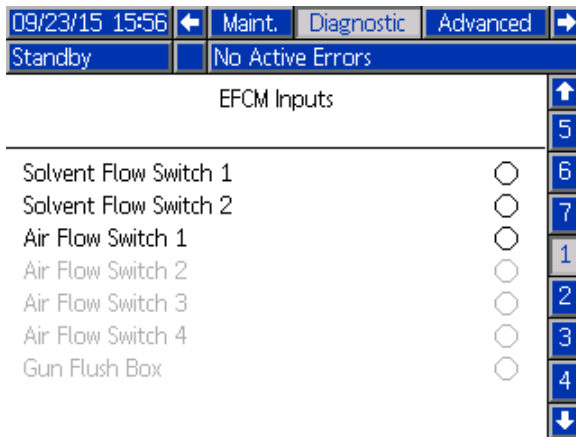 09/23/15 15:56 Maint. Diagnostic Advanced
Standby No Active Errors
EFCM Inputs
5
Solvent Flow Switch 1 6
Solvent Flow Switch 2 7
Air Flow Switch 1 1
Air Flow Switch 2
Air Flow Switch 3 2
Air Flow Switch 4 3
Gun Flush Box 4